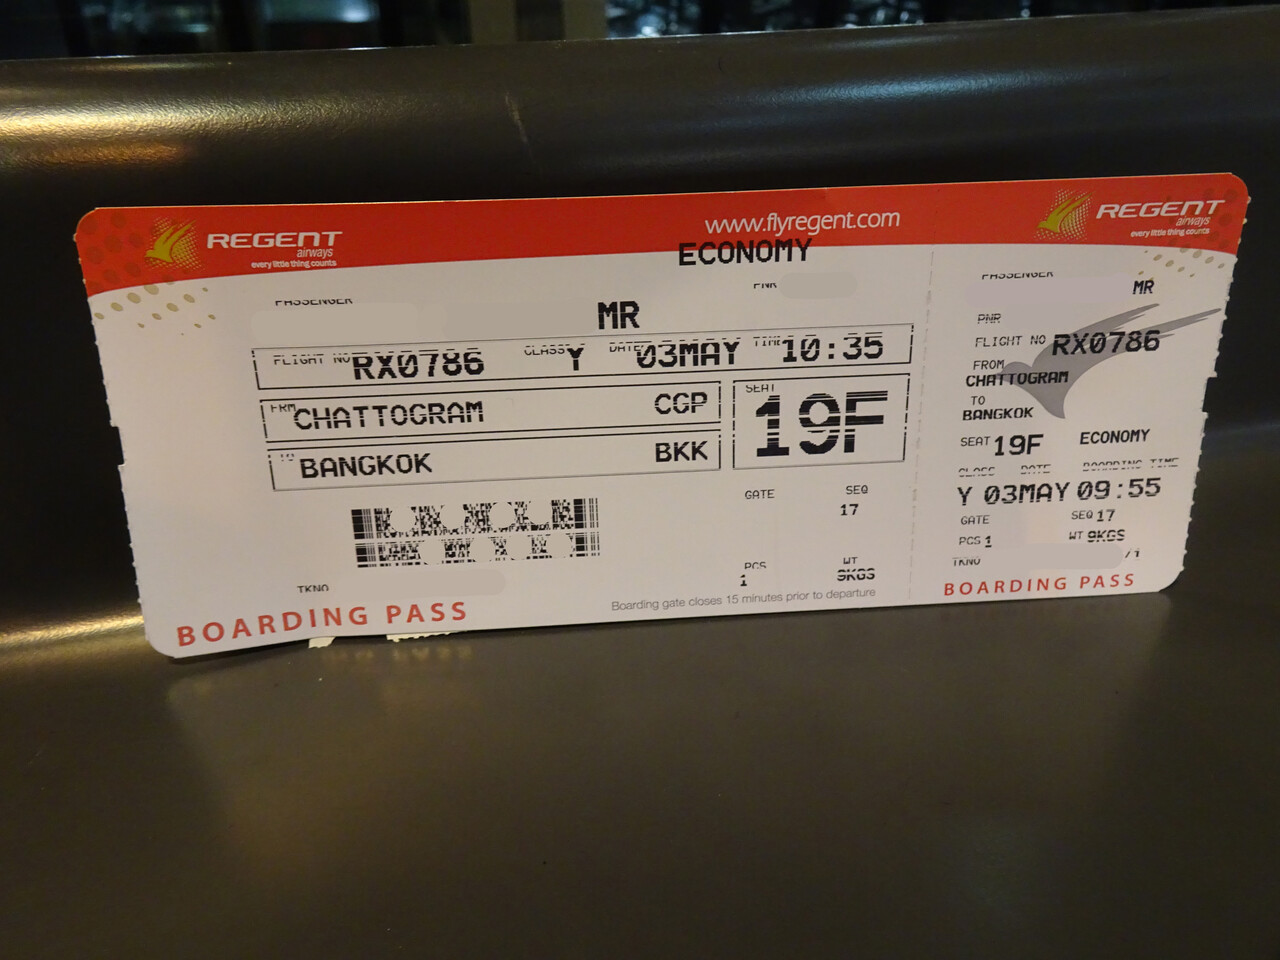 REGENT
airways
every little thing counts
www.flyregent.com
ECONOMY
PASSENGER
PNR
MR
FLIGHT NO RX0786 CLASS Y DATE 03MAY TIME 10:35
FRM CHATTOGRAM CGP
TO BANGKOK BKK
SEAT
19F
GATE SEQ
17
PCS WT
1 9KGS
TKNO
Boarding gate closes 15 minutes prior to departure
BOARDING PASS
REGENT
airways
every little thing counts
PASSENGER
MR
PNR
FLIGHT NO RX0786
FROM
CHATTOGRAM
TO
BANGKOK
SEAT 19F ECONOMY
CLASS DATE BOARDING TIME
Y 03MAY 09:55
GATE SEQ 17
PCS 1 WT 9KGS
TKNO /1
BOARDING PASS